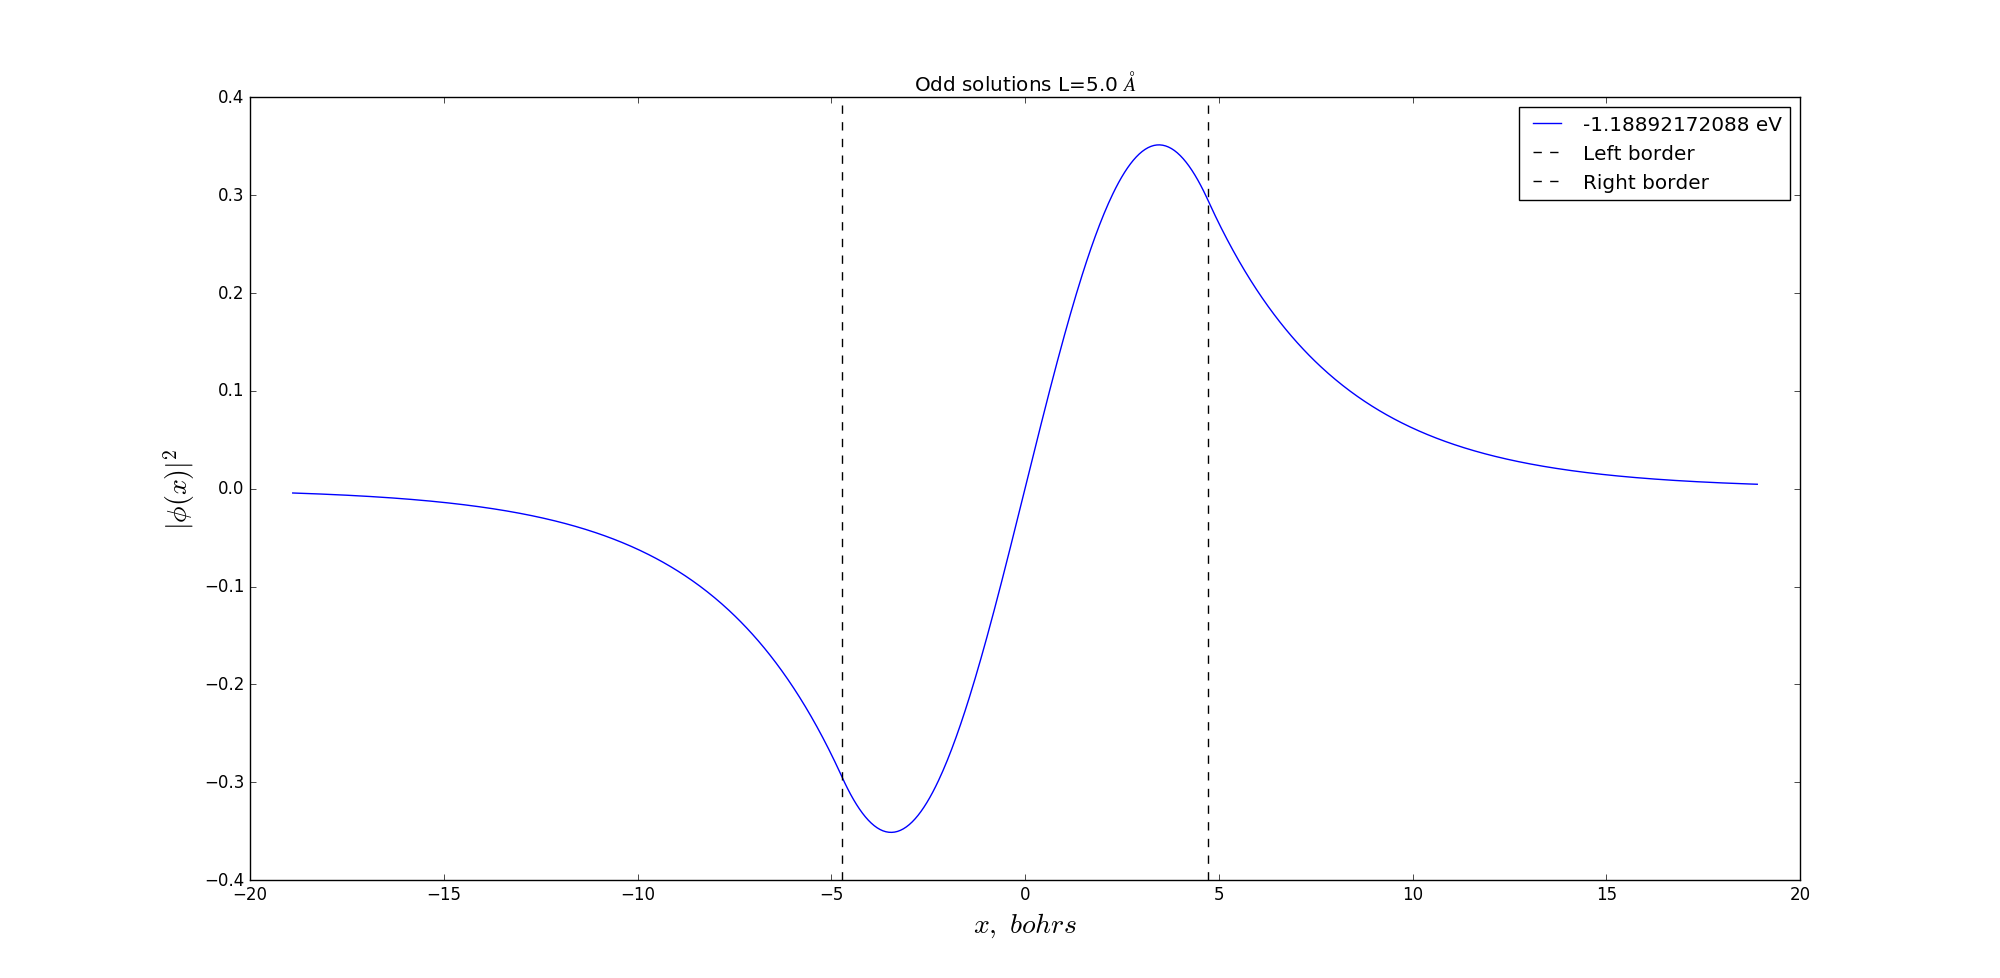 Odd solutions L=5.0 Å
-1.18892172088 eV
Left border
Right border
0.4
0.3
0.2
0.1
0.0
−0.1
−0.2
−0.3
−0.4
|ϕ(x)|²
−20 −15 −10 −5 0 5 10 15 20
x, bohrs